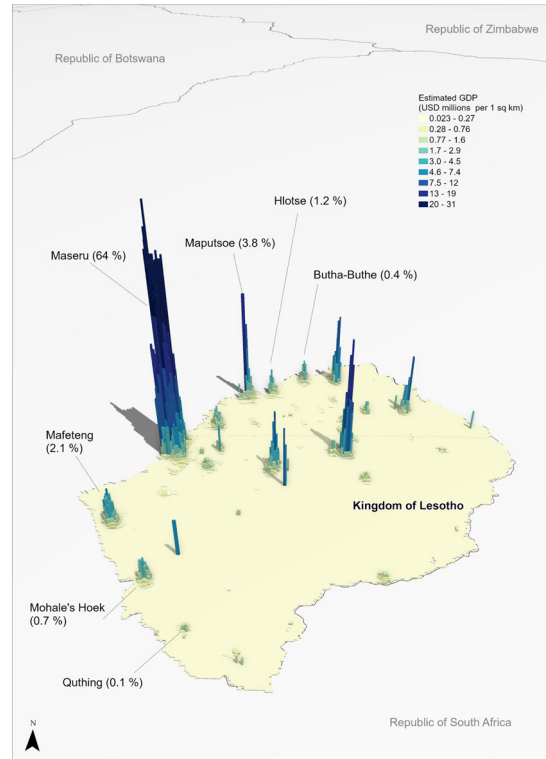 Republic of Zimbabwe
Republic of Botswana
Estimated GDP
(USD millions per 1 sq km)
0.023 - 0.27
0.28 - 0.76
0.77 - 1.6
1.7 - 2.9
3.0 - 4.5
4.6 - 7.4
7.5 - 12
13 - 19
20 - 31
Hlotse (1.2 %)
Maputsoe (3.8 %)
Maseru (64 %)
Butha-Buthe (0.4 %)
Mafeteng
(2.1 %)
Kingdom of Lesotho
Mohale's Hoek
(0.7 %)
Quthing (0.1 %)
N
Republic of South Africa